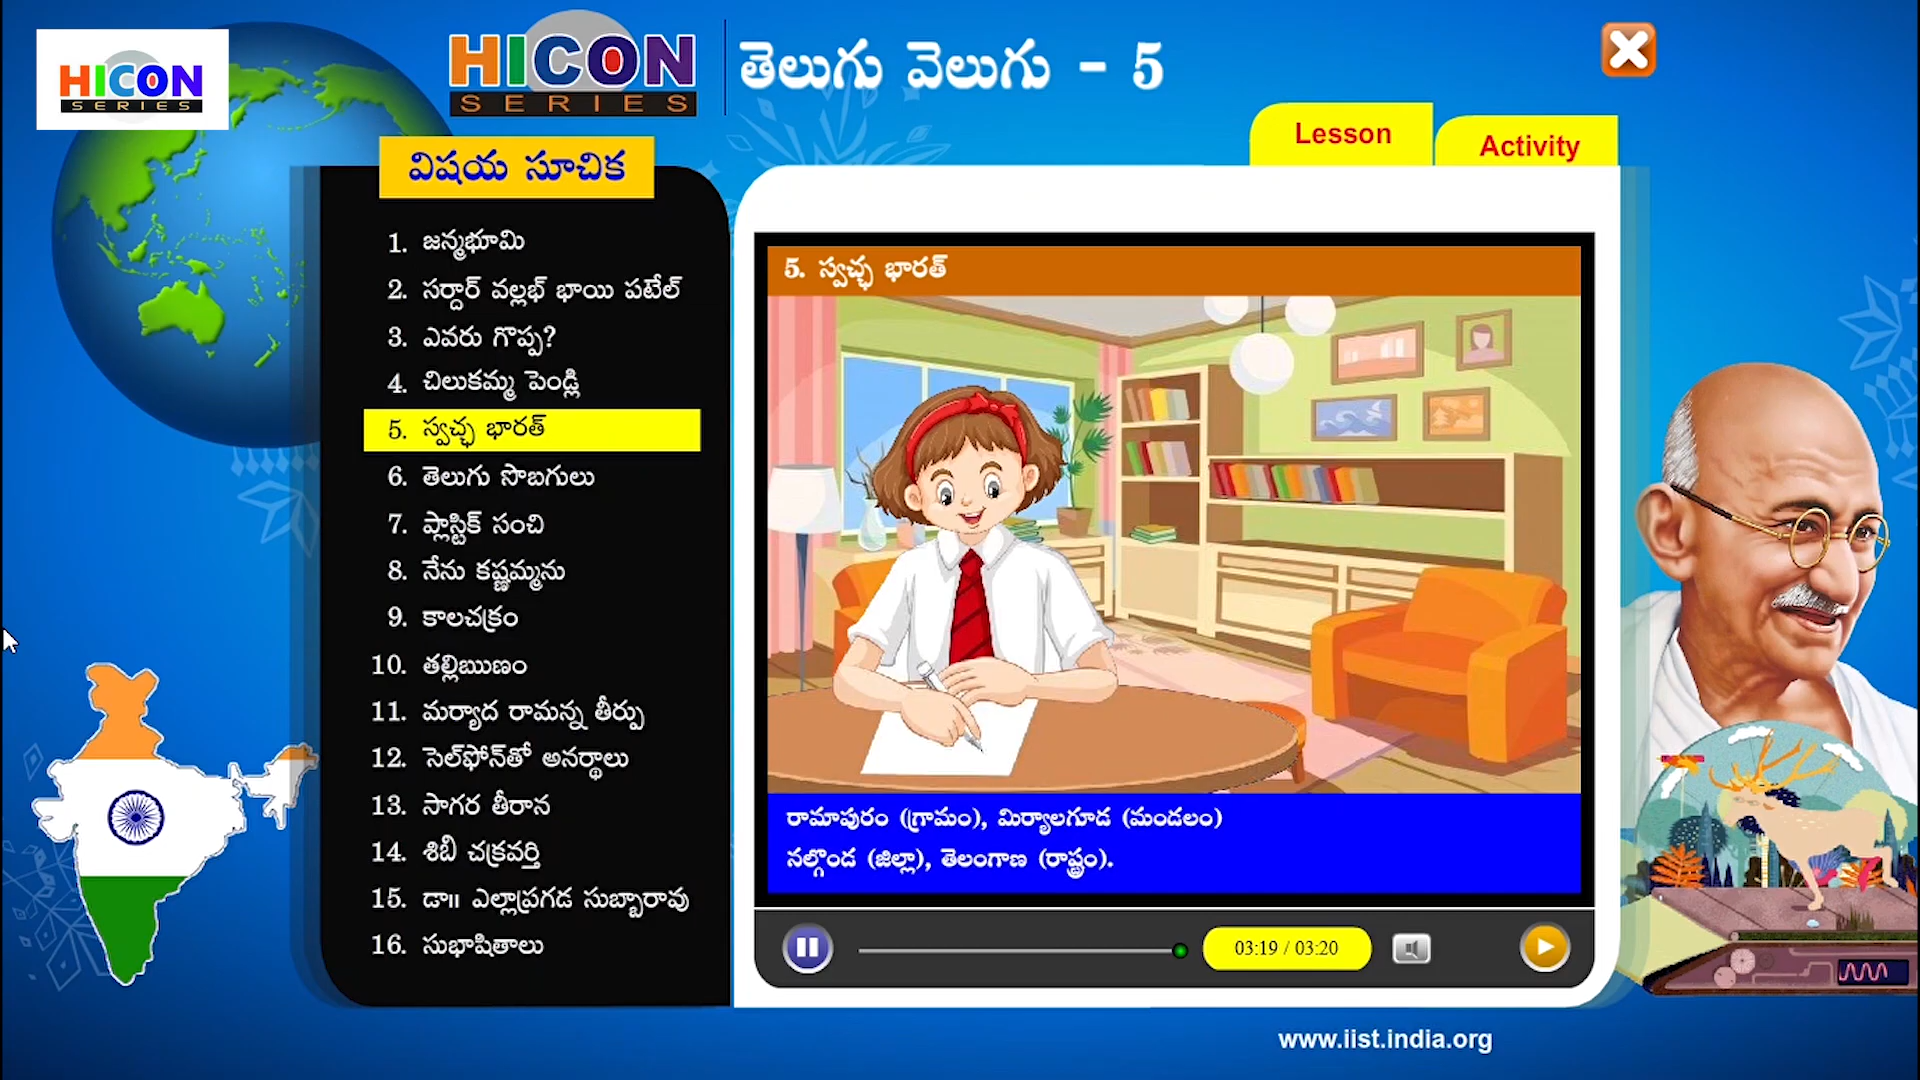 HICON
SERIES
HICON
SERIES
తెలుగు వెలుగు - 5
Lesson
Activity
విషయ సూచిక
1. జన్మభూమి
2. సర్దార్ వల్లభ్ భాయి పటేల్
3. ఎవరు గొప్ప?
4. చిలుకమ్మ పెండ్లి
5. స్వచ్ఛ భారత్
6. తెలుగు సొబగులు
7. ప్లాస్టిక్ సంచి
8. నేను కష్ణమ్మను
9. కాలచక్రం
10. తల్లిఋణం
11. మర్యాద రామన్న తీర్పు
12. సెల్‌ఫోన్‌తో అనర్థాలు
13. సాగర తీరాన
14. శిబీ చక్రవర్తి
15. డా॥ ఎల్లాప్రగడ సుబ్బారావు
16. సుభాషితాలు
5. స్వచ్ఛ భారత్
రామాపురం (గ్రామం), మిర్యాలగూడ (మండలం)
నల్గొండ (జిల్లా), తెలంగాణ (రాష్ట్రం).
03:19 / 03:20
www.iist.india.org